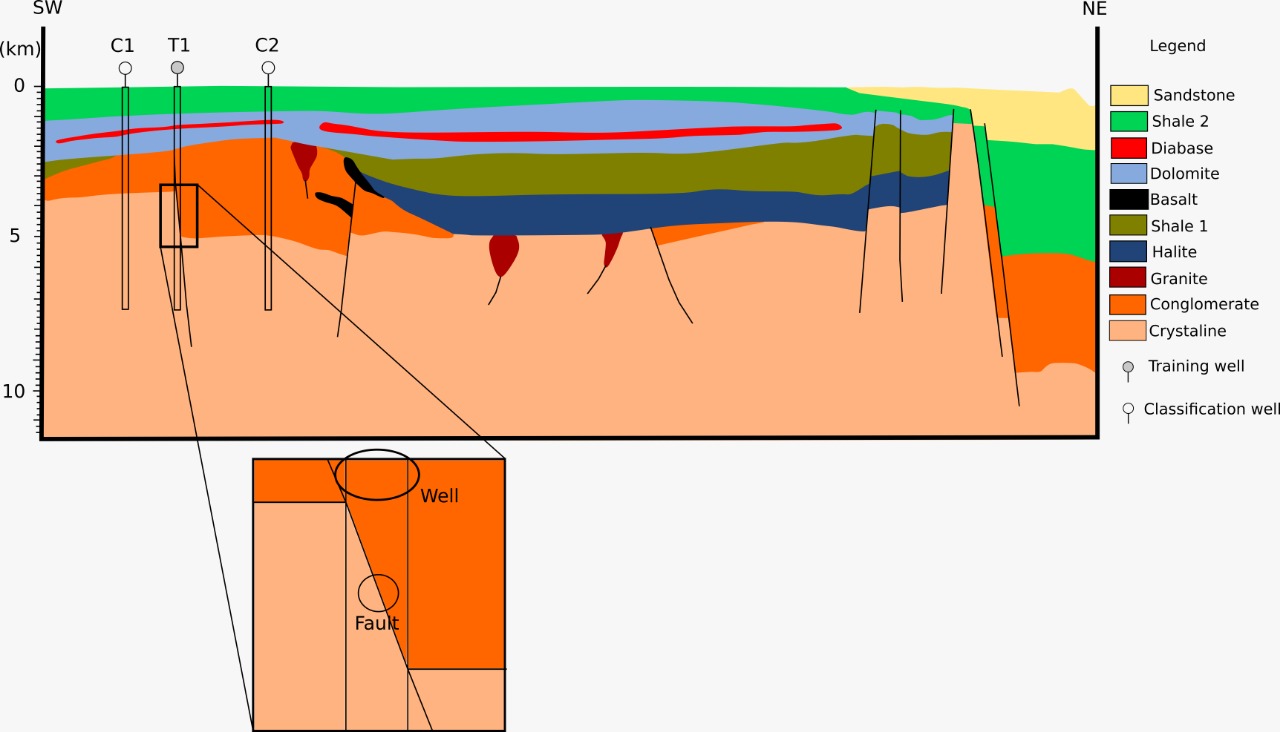 SW
NE
(km)
C1
T1
C2
0
5
10
Legend
Sandstone
Shale 2
Diabase
Dolomite
Basalt
Shale 1
Halite
Granite
Conglomerate
Crystaline
Training well
Classification well
Well
Fault